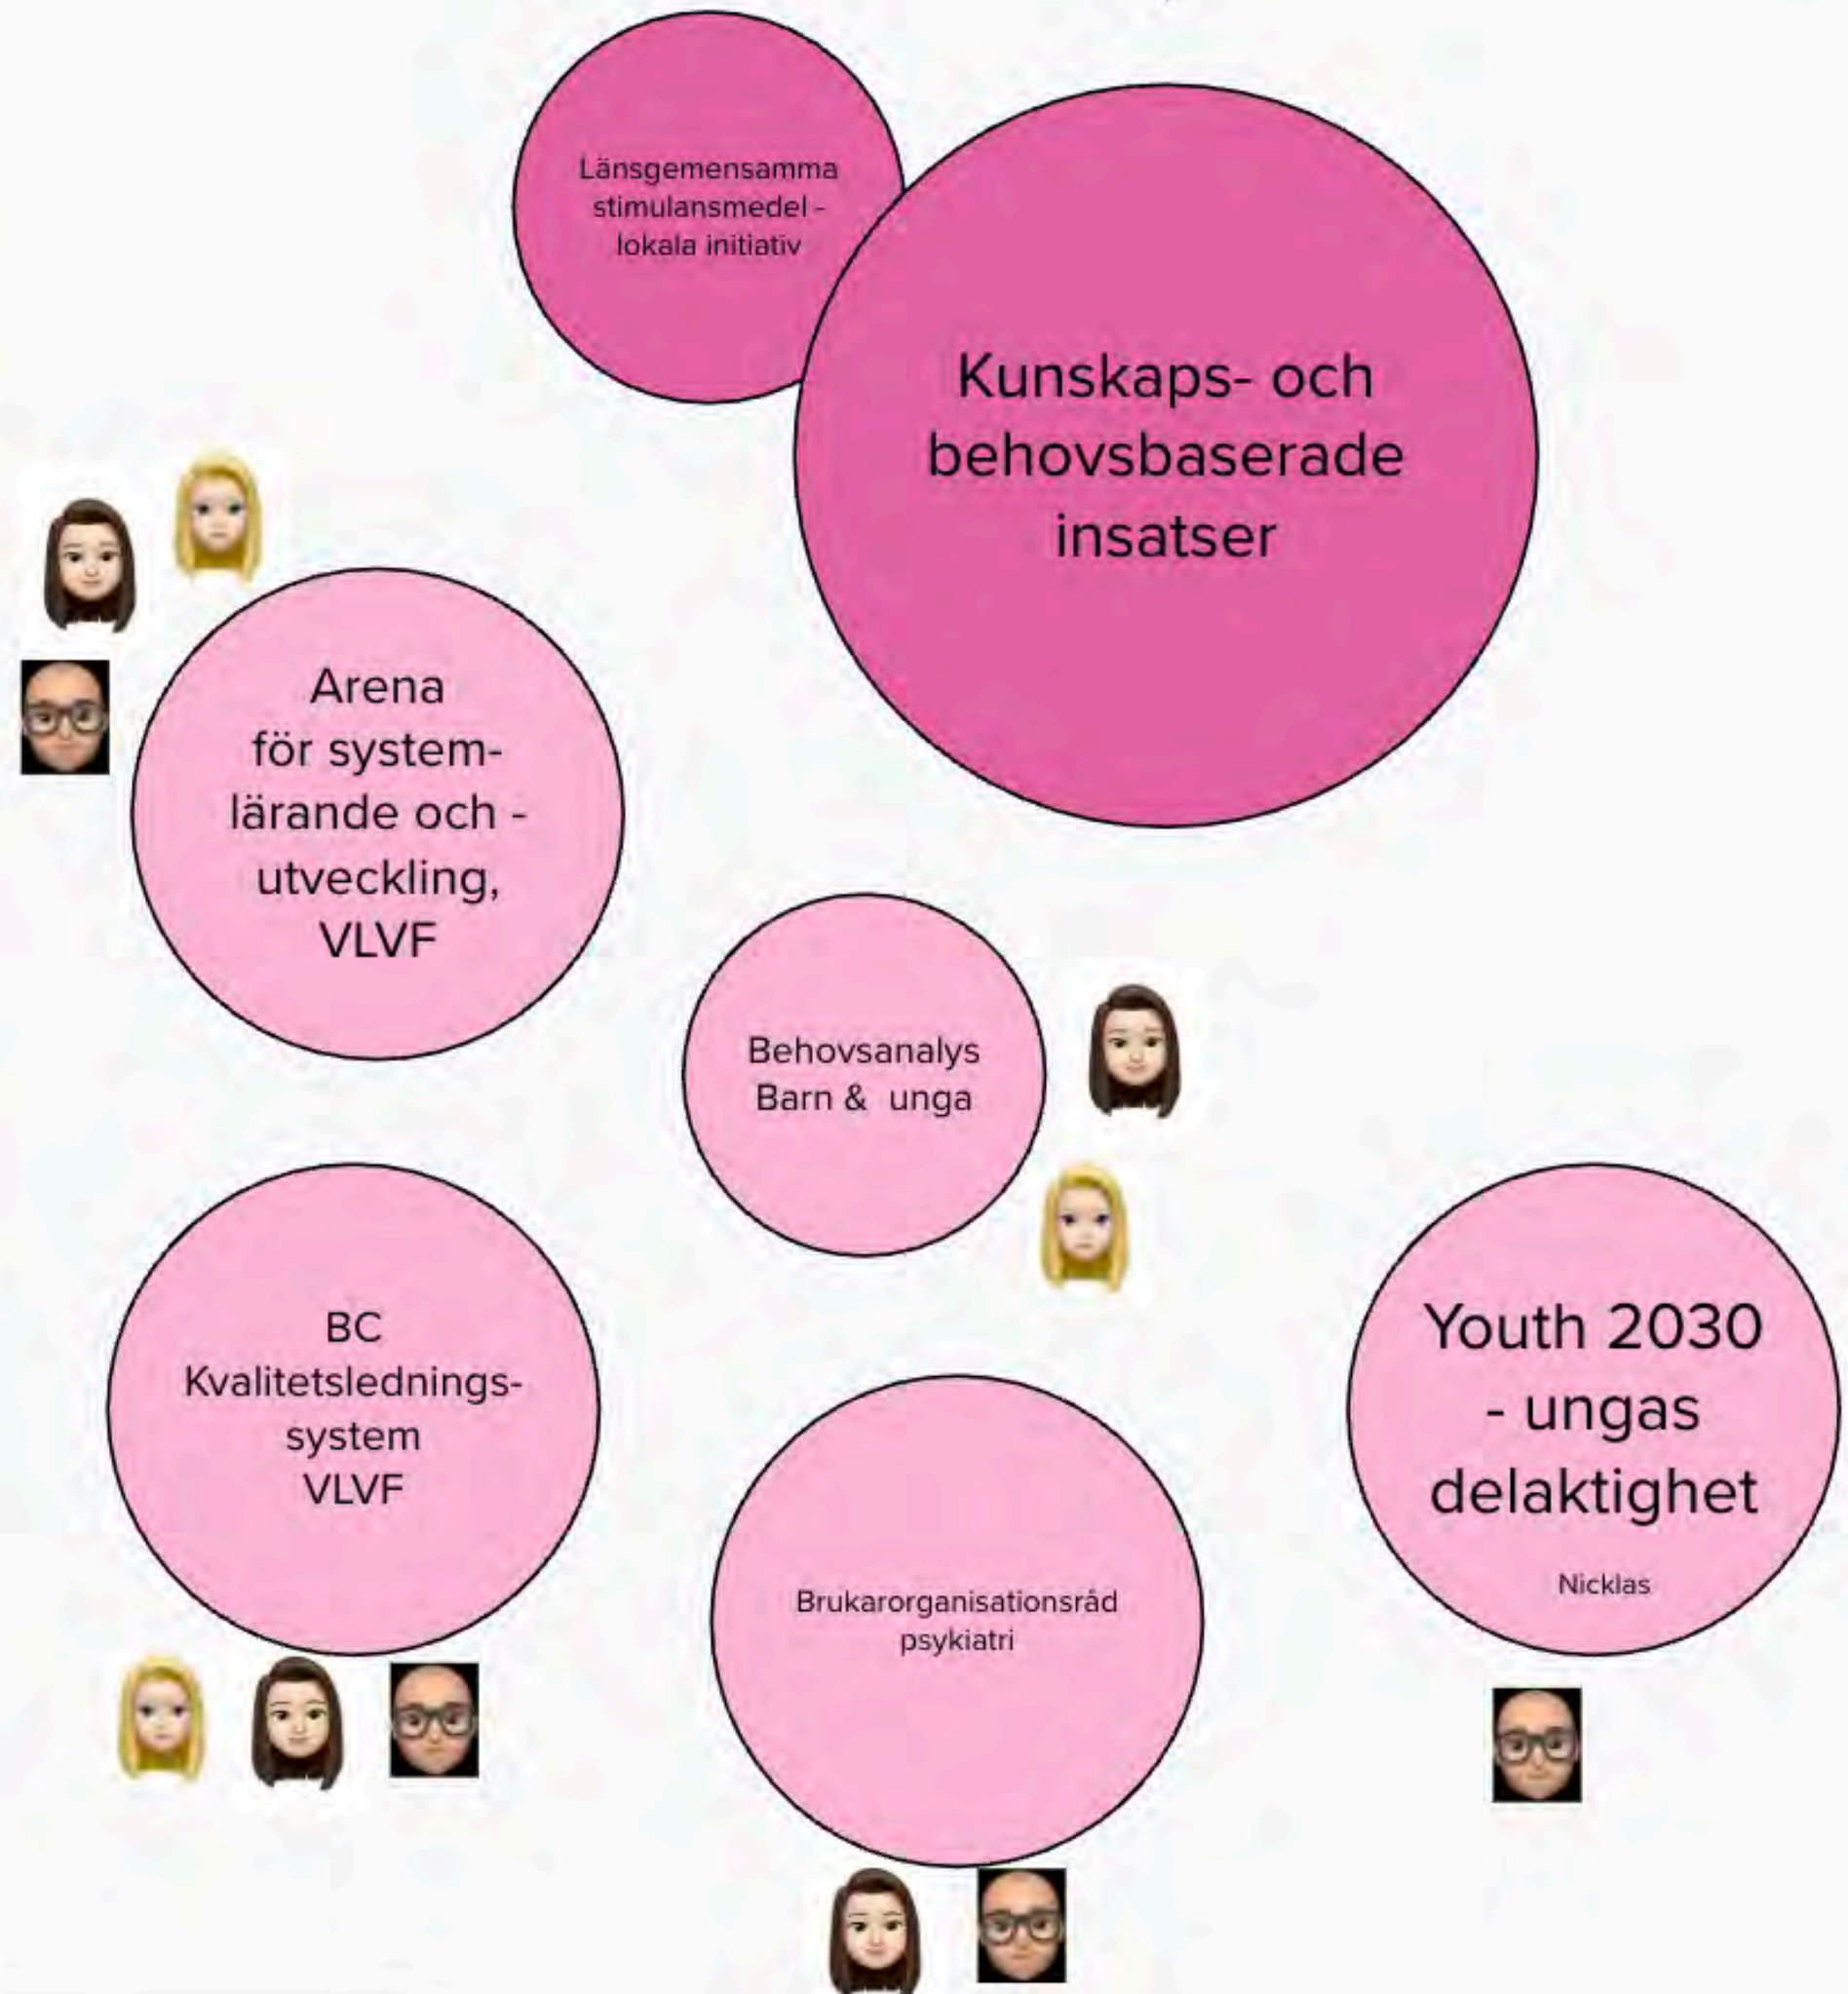 Länsgemensamma
stimulansmedel -
lokala initiativ
Kunskaps- och
behovsbaserade
insatser
Arena
för system-
lärande och -
utveckling,
VLVF
Behovsanalys
Barn & unga
BC
Kvalitetslednings-
system
VLVF
Brukarorganisationsråd
psykiatri
Youth 2030
- ungas
delaktighet
Nicklas